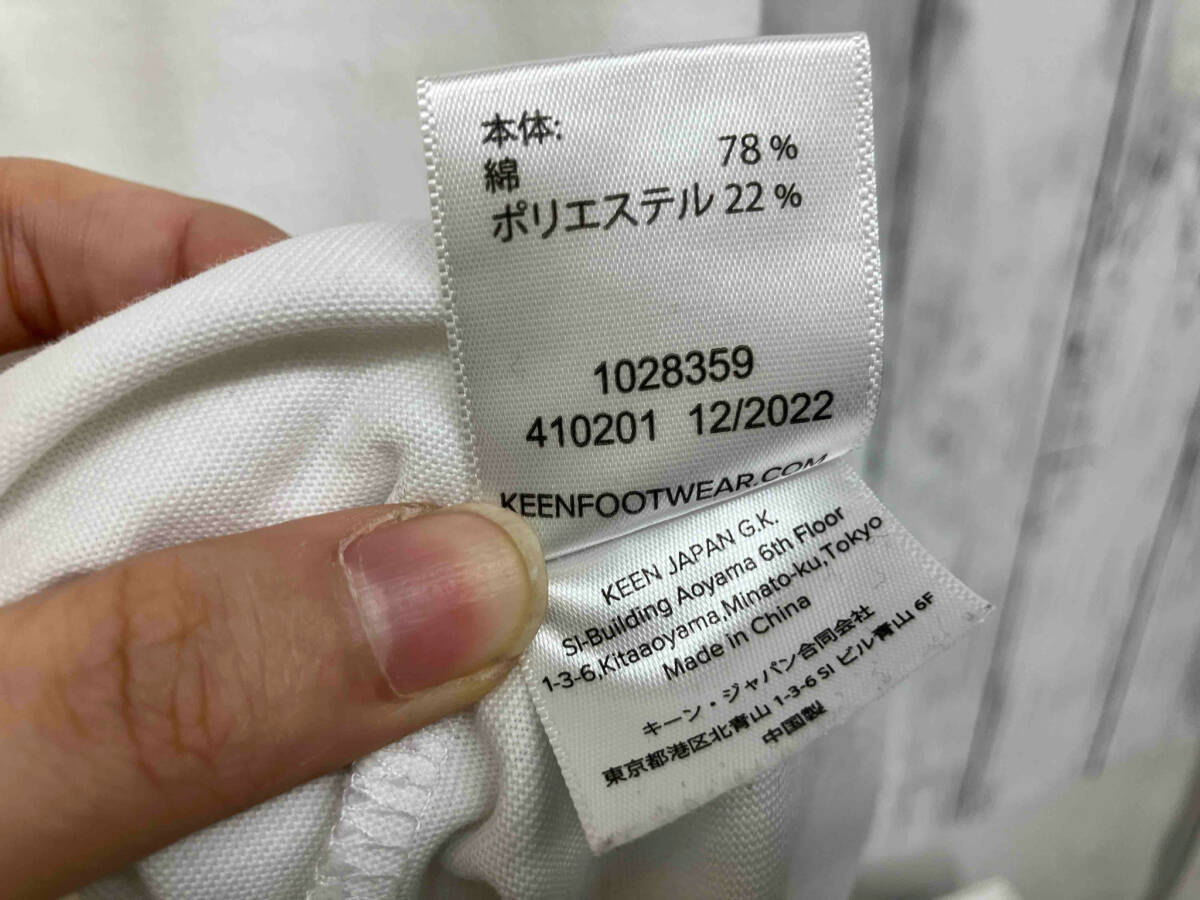 本体:
綿 78 %
ポリエステル 22 %
1028359
410201 12/2022
KEENFOOTWEAR.COM
KEEN JAPAN G.K.
SI-Building Aoyama 6th Floor
1-3-6,Kitaaoyama,Minato-ku,Tokyo
Made in China
キーン・ジャパン合同会社
東京都港区北青山 1-3-6 SI ビル青山 6F
中国製